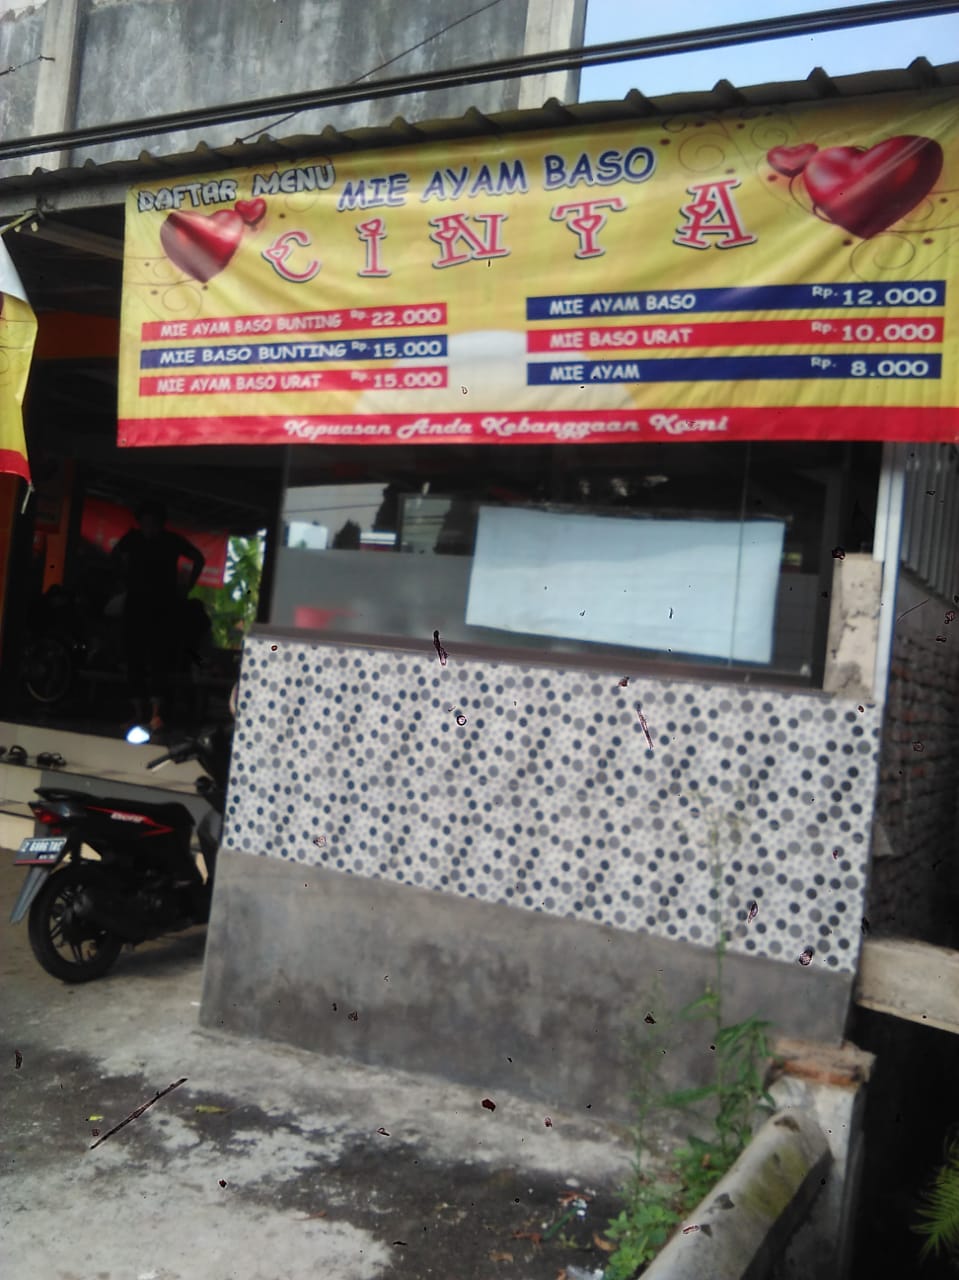 DAFTAR MENU
MIE AYAM BASO
CINTA
MIE AYAM BASO BUNTING Rp. 22.000
MIE BASO BUNTING Rp. 15.000
MIE AYAM BASO URAT Rp. 15.000
MIE AYAM BASO Rp. 12.000
MIE BASO URAT Rp. 10.000
MIE AYAM Rp. 8.000
Kepuasan Anda Kebanggaan Kami